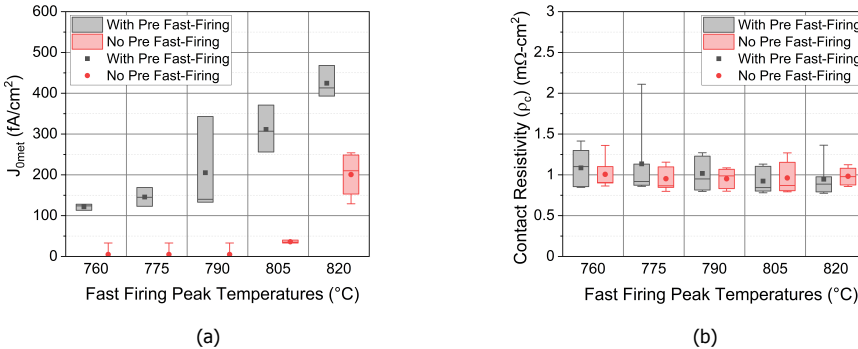 600
500
400
300
200
100
0
J0met (fA/cm²)
With Pre Fast-Firing
No Pre Fast-Firing
With Pre Fast-Firing
No Pre Fast-Firing
760 775 790 805 820
Fast Firing Peak Temperatures (°C)
(a)
3
2.5
2
1.5
1
0.5
0
Contact Resistivity (ρc) (mΩ-cm²)
With Pre Fast-Firing
No Pre Fast-Firing
With Pre Fast-Firing
No Pre Fast-Firing
760 775 790 805 820
Fast Firing Peak Temperatures (°C)
(b)